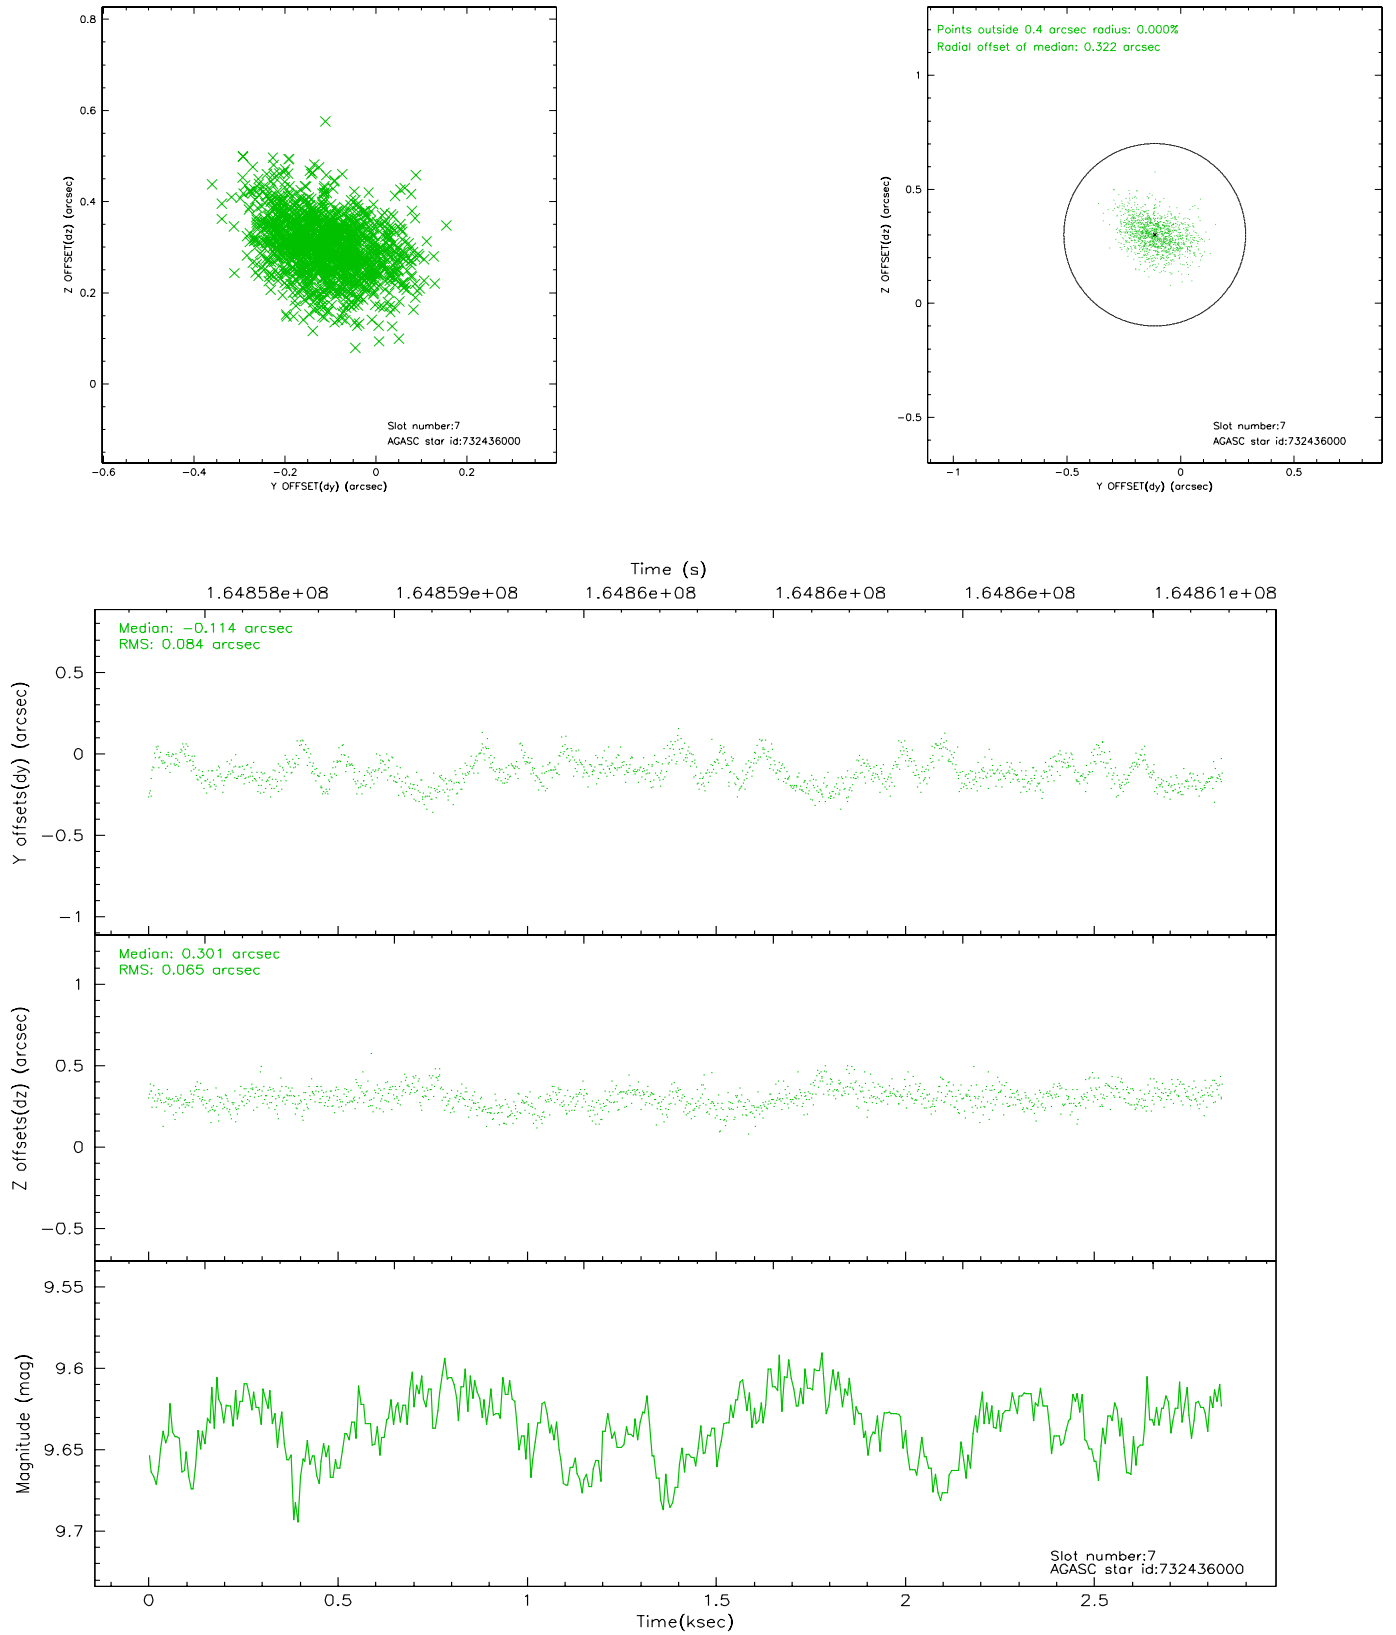 0.8
0.6
0.4
0.2
0
Z OFFSET(dz) (arcsec)
Slot number:7
AGASC star id:732436000
−0.6 −0.4 −0.2 0 0.2
Y OFFSET(dy) (arcsec)
Points outside 0.4 arcsec radius: 0.000%
Radial offset of median: 0.322 arcsec
1
0.5
0
−0.5
Z OFFSET(dz) (arcsec)
Slot number:7
AGASC star id:732436000
−1 −0.5 0 0.5
Y OFFSET(dy) (arcsec)
Time (s)
1.64858e+08 1.64859e+08 1.6486e+08 1.6486e+08 1.6486e+08 1.64861e+08
Median: −0.114 arcsec
RMS: 0.084 arcsec
0.5
0
−0.5
−1
Y offsets(dy) (arcsec)
Median: 0.301 arcsec
RMS: 0.065 arcsec
1
0.5
0
−0.5
Z offsets(dz) (arcsec)
9.55
9.6
9.65
9.7
Magnitude (mag)
Slot number:7
AGASC star id:732436000
0 0.5 1 1.5 2 2.5
Time(ksec)